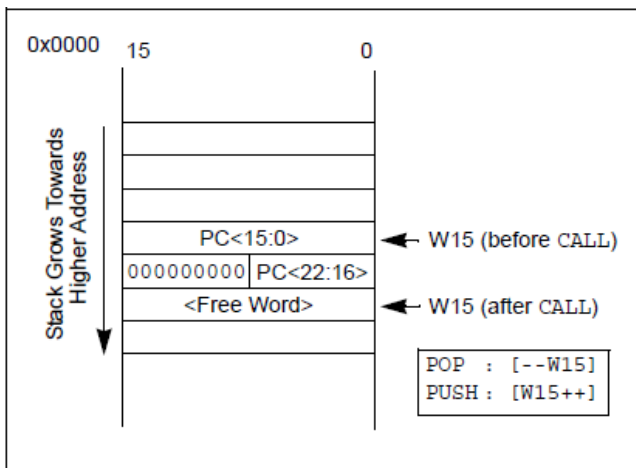 0x0000
15 0
Stack Grows Towards
Higher Address
PC<15:0>
W15 (before CALL)
000000000 PC<22:16>
<Free Word>
W15 (after CALL)
POP : [--W15]
PUSH : [W15++]